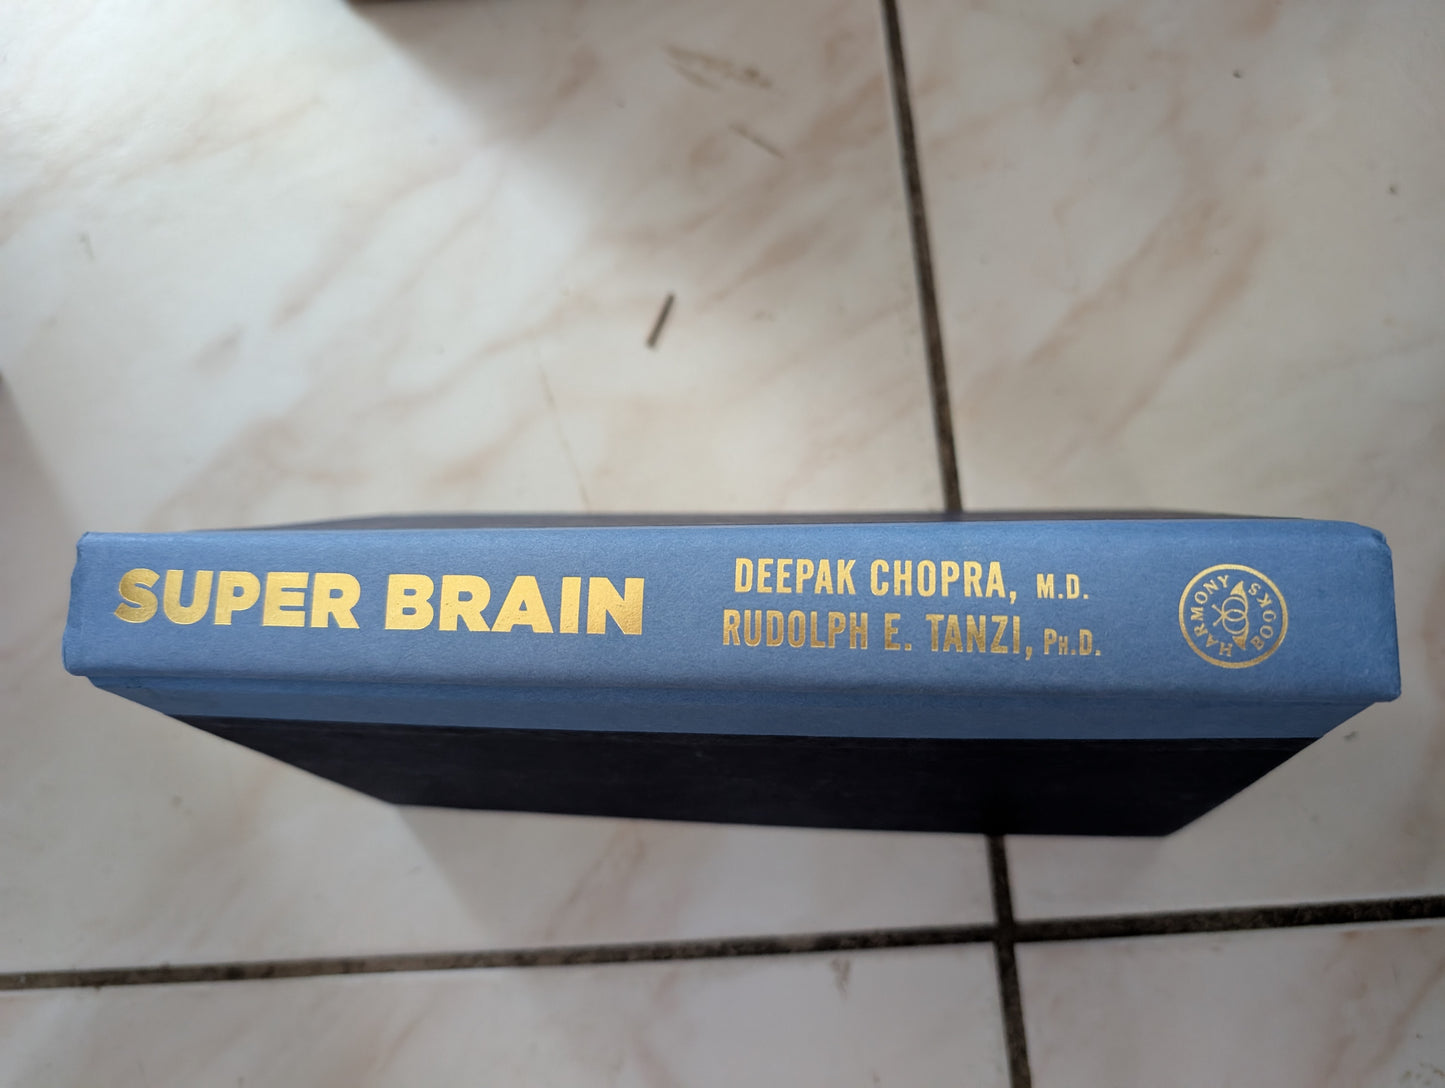 SUPER BRAIN
DEEPAK CHOPRA, M.D.
RUDOLPH E. TANZI, PH.D.
HARMONY BOOKS